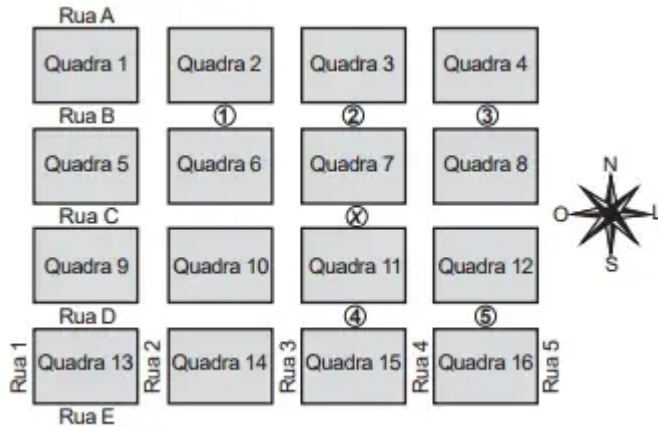 Rua A
Quadra 1 Quadra 2 Quadra 3 Quadra 4
Rua B 1 2 3
Quadra 5 Quadra 6 Quadra 7 Quadra 8
N
Rua C X O L
S
Quadra 9 Quadra 10 Quadra 11 Quadra 12
Rua D 4 5
Rua 1 Quadra 13 Rua 2 Quadra 14 Rua 3 Quadra 15 Rua 4 Quadra 16 Rua 5
Rua E